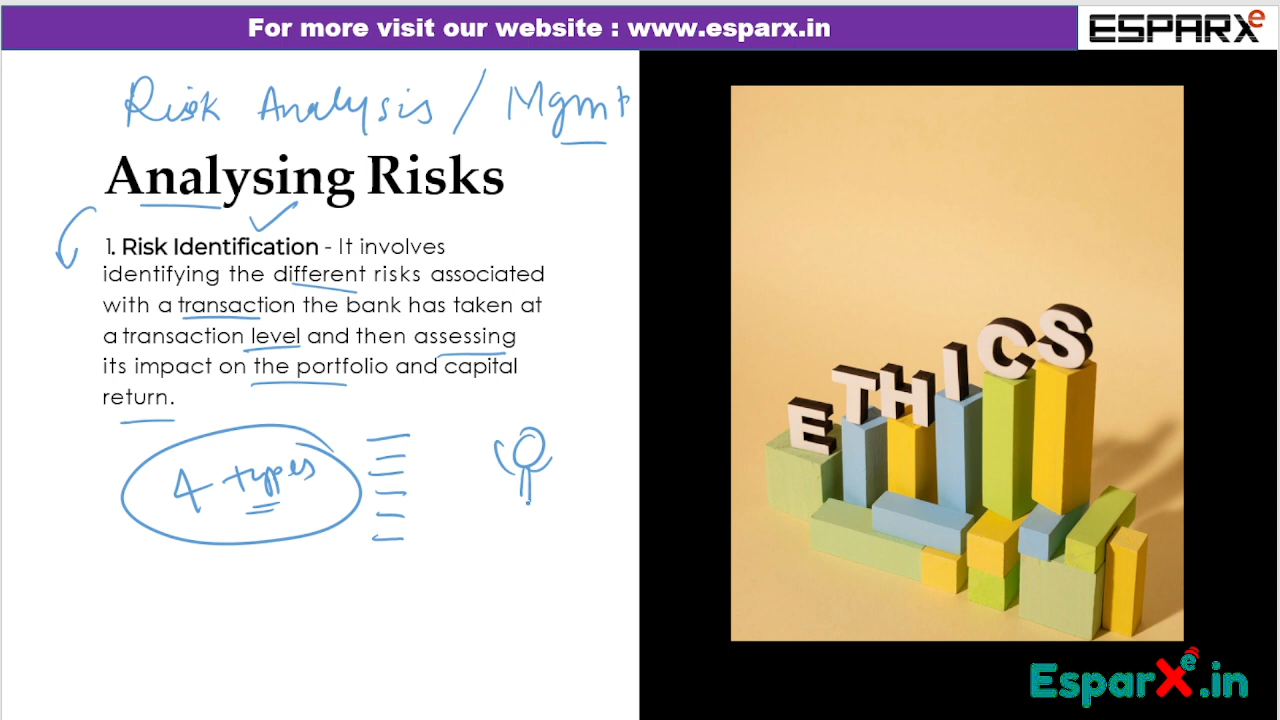 For more visit our website : www.esparx.in
ESPARXe
Risk Analysis / Mgmt
Analysing Risks
1. Risk Identification - It involves
identifying the different risks associated
with a transaction the bank has taken at
a transaction level and then assessing
its impact on the portfolio and capital
return.
4 types
ETHICS
EsparXe.in